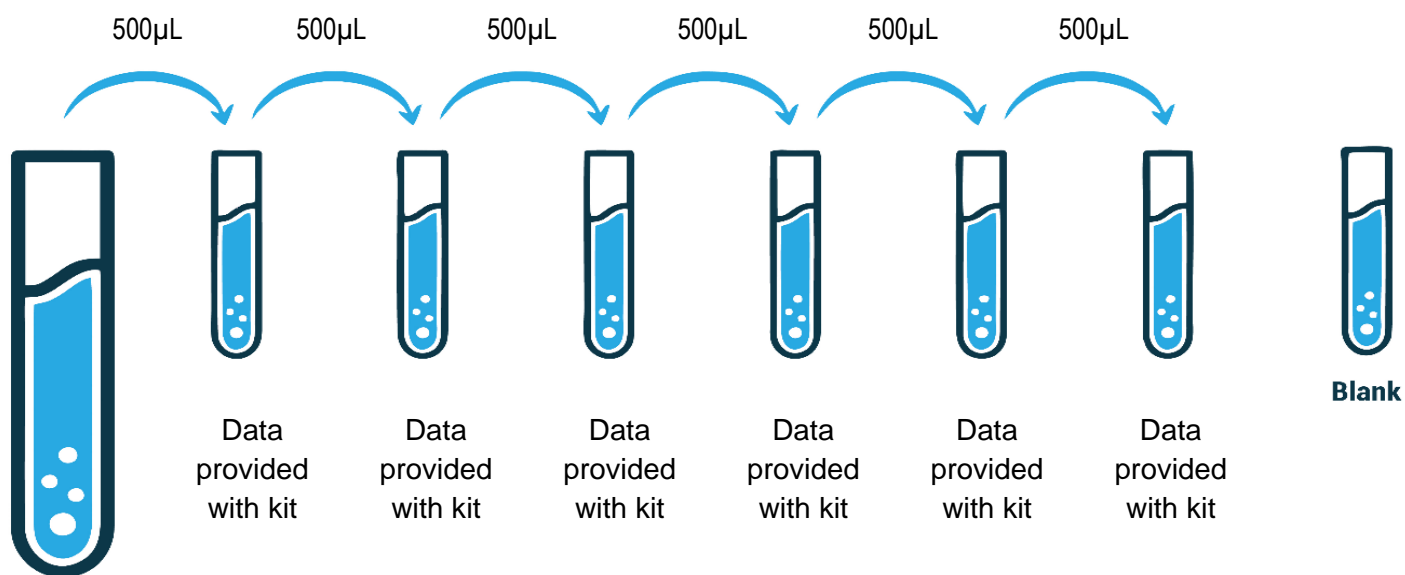 500µL 500µL 500µL 500µL 500µL 500µL
Blank
Data Data Data Data Data Data
provided provided provided provided provided provided
with kit with kit with kit with kit with kit with kit